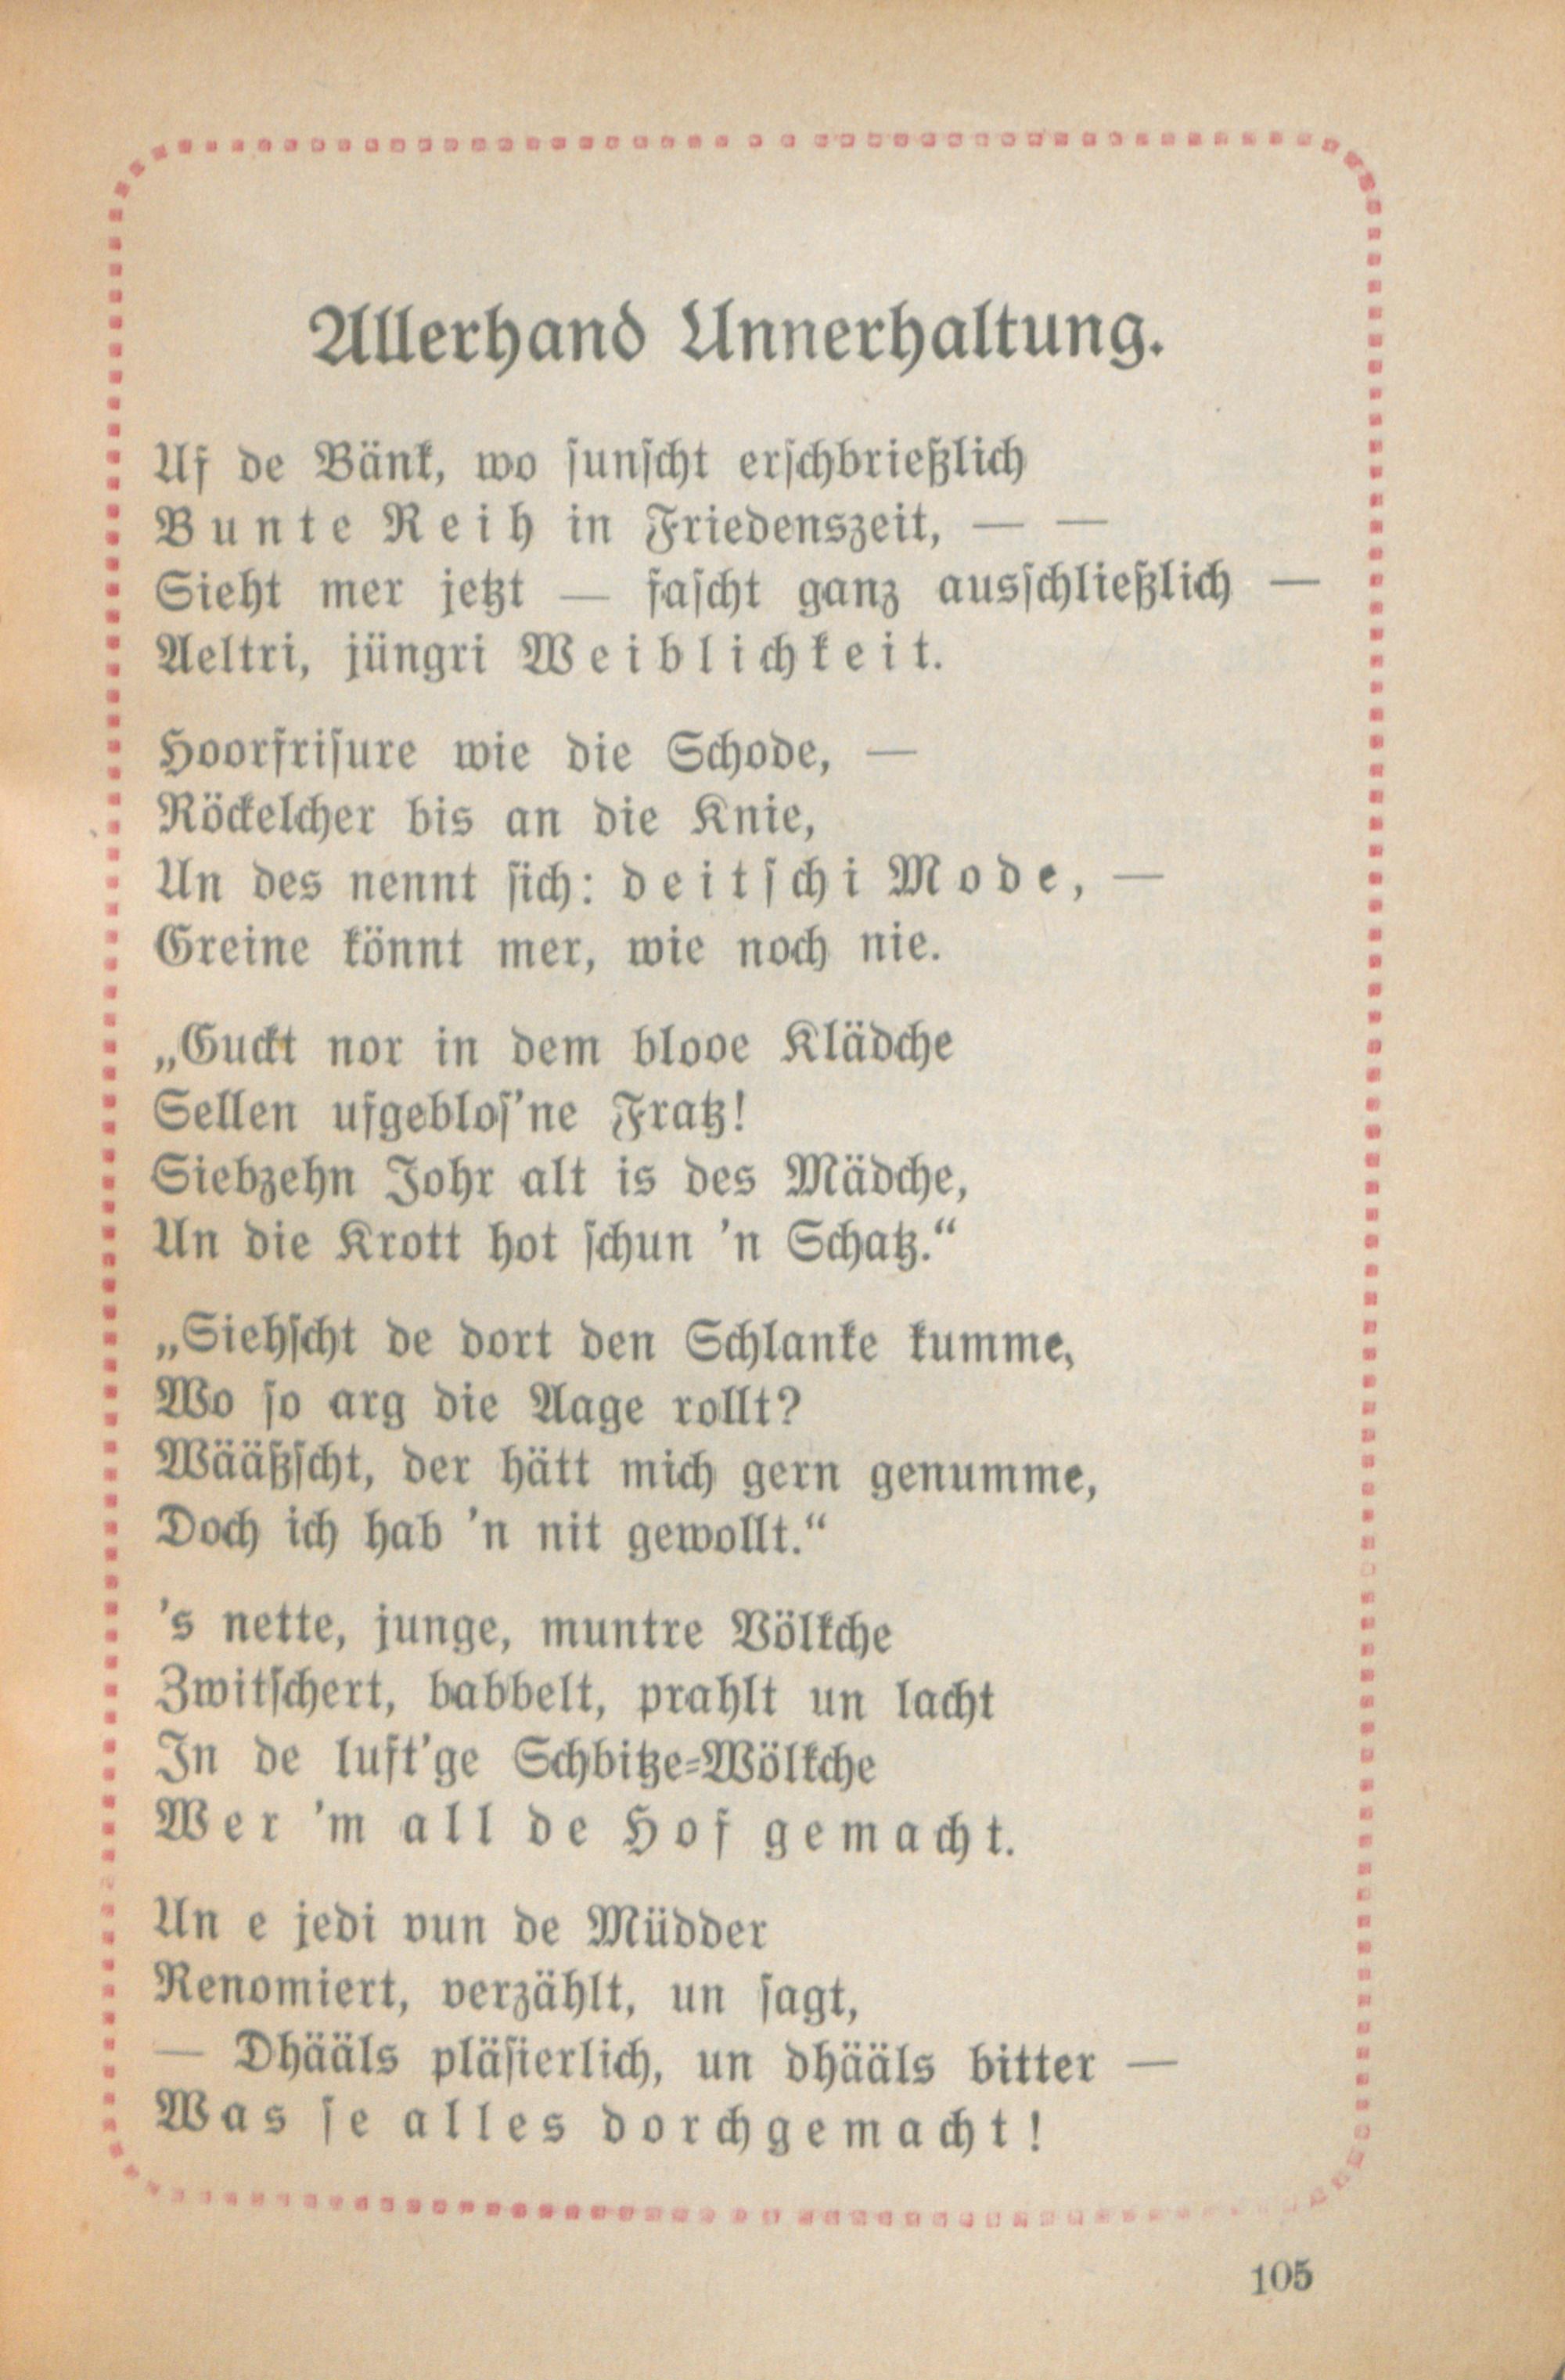 Allerhand Unnerhaltung.
Uf de Bänk, wo sunscht erschbrießlich
Bunte Reih in Friedenszeit, — —
Sieht mer jetzt — fascht ganz ausschließlich —
Aeltri, jüngri Weiblichkeit.
Hoorfrisure wie die Schode, —
Röckelcher bis an die Knie,
Un des nennt sich: deitschi Mode, —
Greine könnt mer, wie noch nie.
„Guckt nor in dem blooe Klädche
Sellen ufgeblos’ne Fratz!
Siebzehn Johr alt is des Mädche,
Un die Krott hot schun ’n Schatz.“
„Siehscht de dort den Schlanke kumme,
Wo so arg die Aage rollt?
Wääßscht, der hätt mich gern genumme,
Doch ich hab ’n nit gewollt.“
’s nette, junge, muntre Völkche
Zwitschert, babbelt, prahlt un lacht
In de luft’ge Schbitze-Wölkche
Wer ’m all de Hof gemacht.
Un e jedi vun de Müdder
Renomiert, verzählt, un sagt,
— Dhääls pläsierlich, un dhääls bitter —
Was se alles dorchgemacht!
105